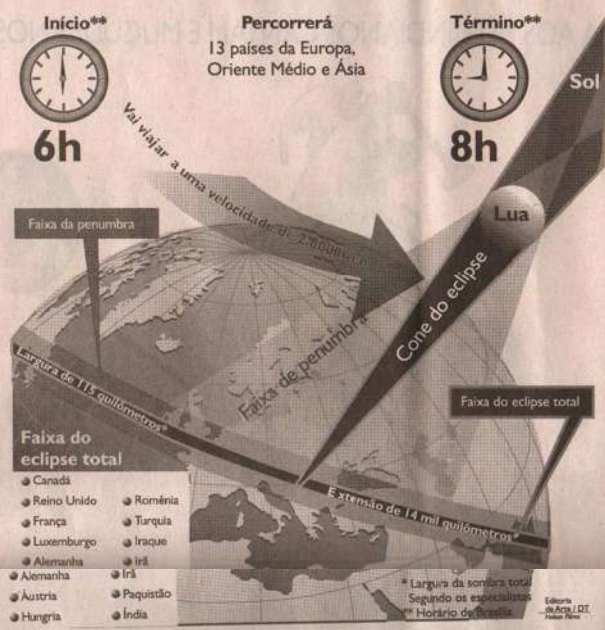 Início**
6h
Percorrerá
13 países da Europa,
Oriente Médio e Ásia
Término**
8h
Sol
Lua
Vai viajar a uma velocidade de
Faixa da penumbra
Cone do eclipse
Faixa de penumbra
Largura de 115 quilômetros*
Faixa do eclipse total
Extensão de 14 mil quilômetros*
Faixa do
eclipse total
Canadá
Reino Unido
França
Luxemburgo
Alemanha
Alemanha
Áustria
Hungria
Romênia
Turquia
Iraque
Irã
Irã
Paquistão
Índia
* Largura da sombra total
Segundo os especialistas
** Horário de Brasília
Editoria
de Arte / DT